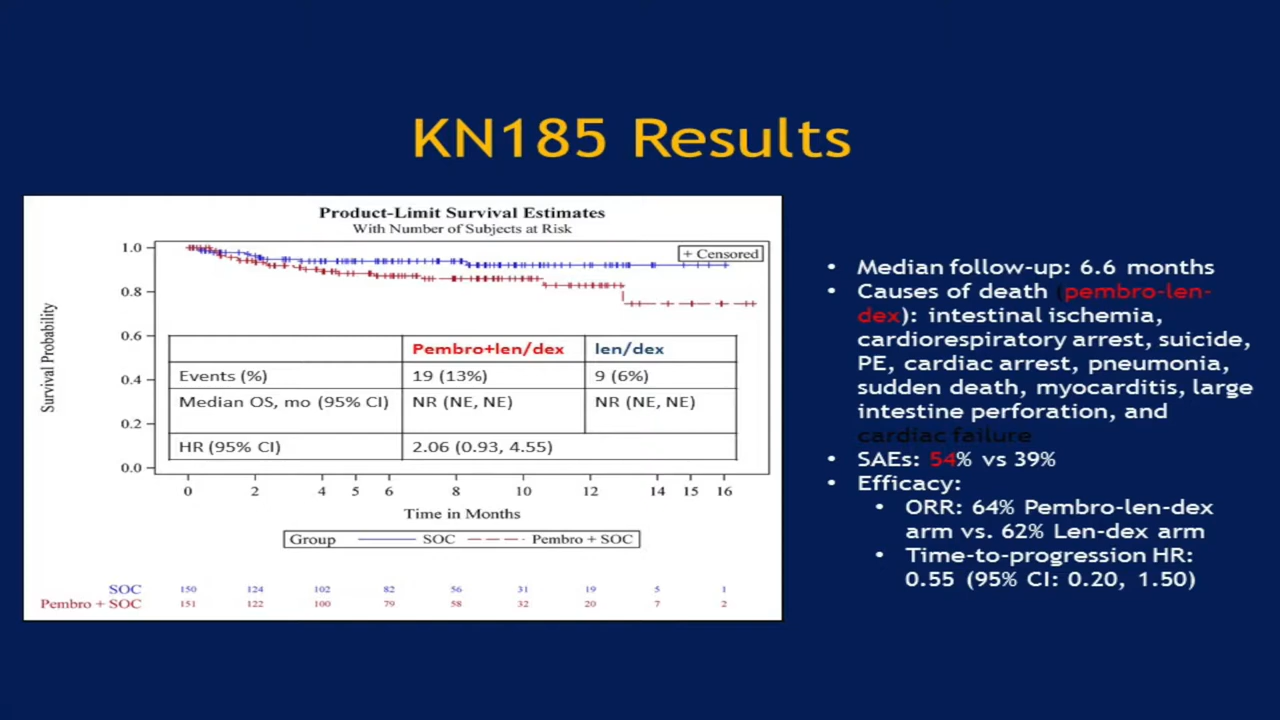 KN185 Results
Product-Limit Survival Estimates
With Number of Subjects at Risk
+ Censored
Survival Probability
1.0
0.8
0.6
0.4
0.2
0.0
Pembro+len/dex len/dex
Events (%) 19 (13%) 9 (6%)
Median OS, mo (95% CI) NR (NE, NE) NR (NE, NE)
HR (95% CI) 2.06 (0.93, 4.55)
0 2 4 5 6 8 10 12 14 15 16
Time in Months
Group SOC Pembro + SOC
SOC 150 124 102 82 56 31 19 5 1
Pembro + SOC 151 122 100 79 58 32 20 7 2
• Median follow-up: 6.6 months
• Causes of death (pembro-len-
dex): intestinal ischemia,
cardiorespiratory arrest, suicide,
PE, cardiac arrest, pneumonia,
sudden death, myocarditis, large
intestine perforation, and
cardiac failure
• SAEs: 54% vs 39%
• Efficacy:
• ORR: 64% Pembro-len-dex
arm vs. 62% Len-dex arm
• Time-to-progression HR:
0.55 (95% CI: 0.20, 1.50)